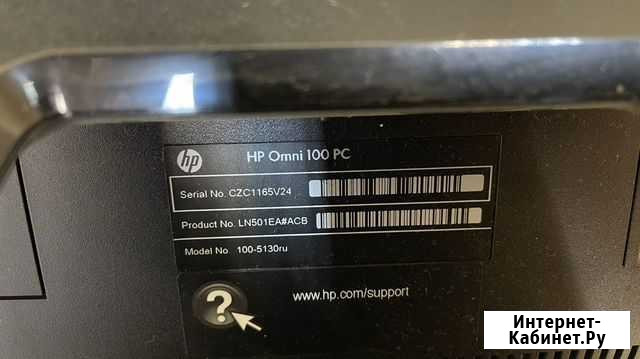 hp
HP Omni 100 PC
Serial No. CZC1165V24
Product No. LN501EA#ACB
Model No. 100-5130ru
?
www.hp.com/support
Интернет-
Кабинет.Ру